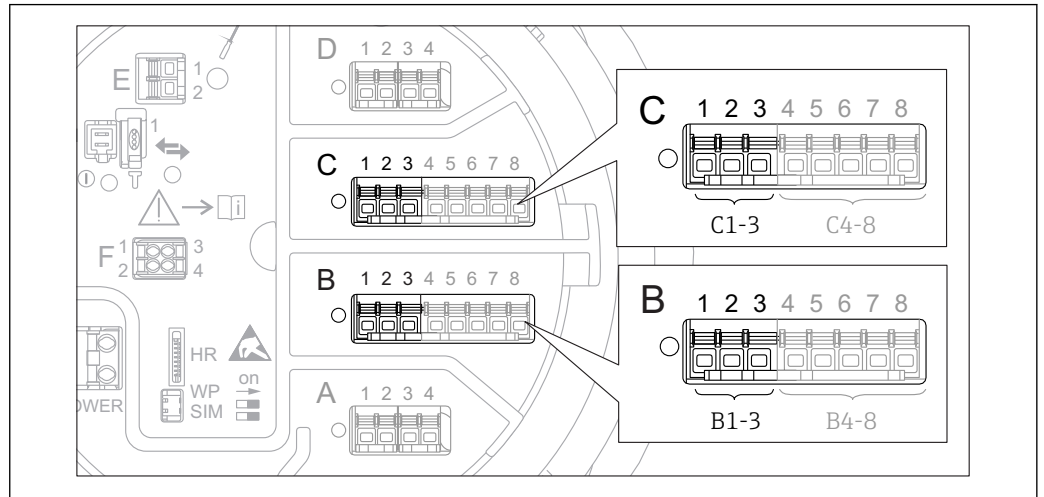 D 1 2 3 4
E 1
2
1
C 1 2 3 4 5 6 7 8
C 1 2 3 4 5 6 7 8
C1-3 C4-8
i
F 1 3
2 4
B 1 2 3 4 5 6 7 8
B 1 2 3 4 5 6 7 8
B1-3 B4-8
HR
WP on
SIM
OWER
A 1 2 3 4